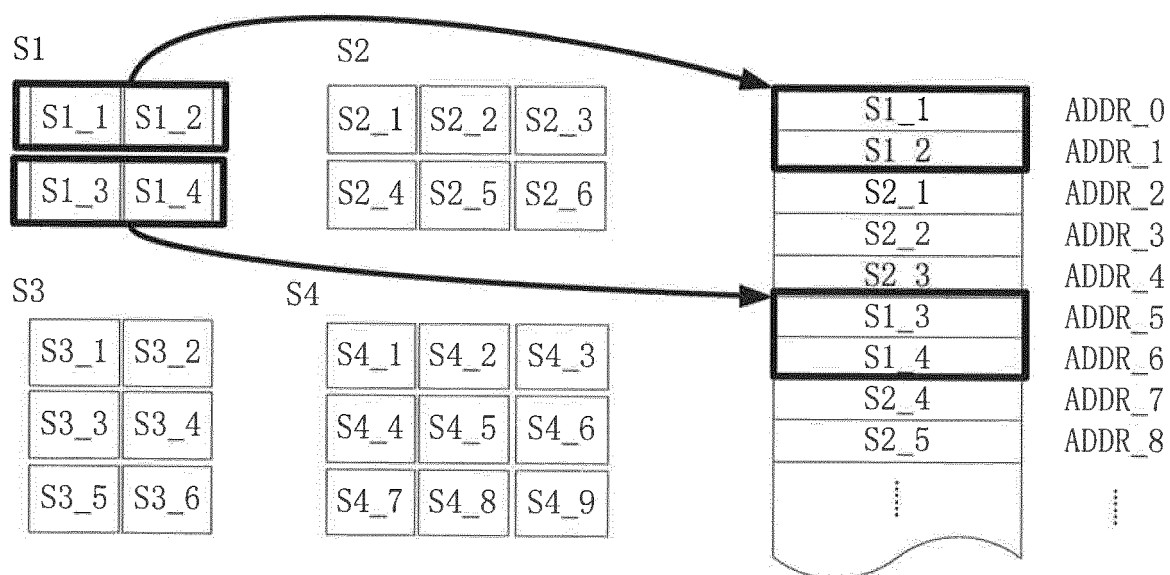 S1 S2
S1_1 S1_2 S2_1 S2_2 S2_3
S1_3 S1_4 S2_4 S2_5 S2_6
S3 S4
S3_1 S3_2 S4_1 S4_2 S4_3
S3_3 S3_4 S4_4 S4_5 S4_6
S3_5 S3_6 S4_7 S4_8 S4_9
S1_1 ADDR_0
S1_2 ADDR_1
S2_1 ADDR_2
S2_2 ADDR_3
S2_3 ADDR_4
S1_3 ADDR_5
S1_4 ADDR_6
S2_4 ADDR_7
S2_5 ADDR_8